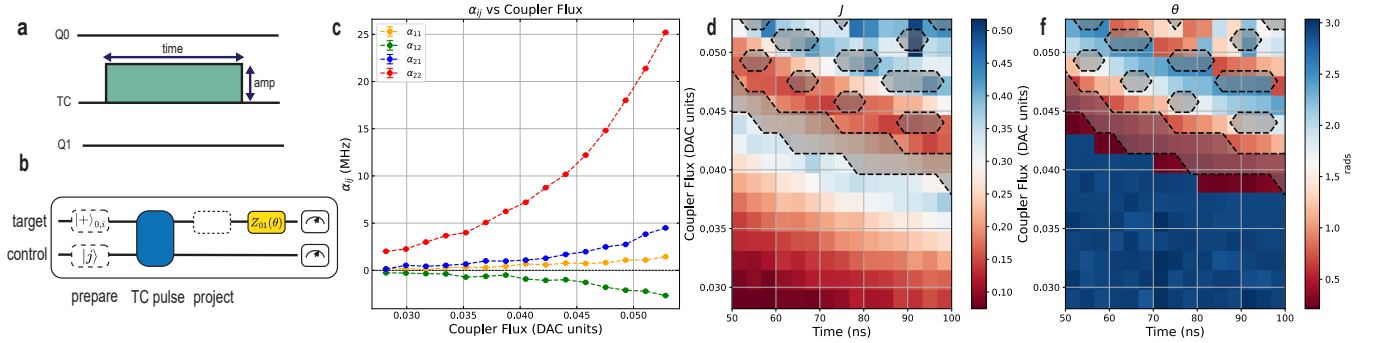 a
Q0
time
amp
TC
Q1
b
target
|+⟩0,i
Z01(θ)
control
|j⟩
prepare
TC pulse
project
c
αij vs Coupler Flux
α11
α12
α21
α22
αij (MHz)
25
20
15
10
5
0
0.030
0.035
0.040
0.045
0.050
Coupler Flux (DAC units)
d
J
Coupler Flux (DAC units)
0.050
0.045
0.040
0.035
0.030
50
60
70
80
90
100
Time (ns)
0.50
0.45
0.40
0.35
0.30
0.25
0.20
0.15
0.10
f
θ
Coupler Flux (DAC units)
0.050
0.045
0.040
0.035
0.030
50
60
70
80
90
100
Time (ns)
3.0
2.5
2.0
1.5
1.0
0.5
rads